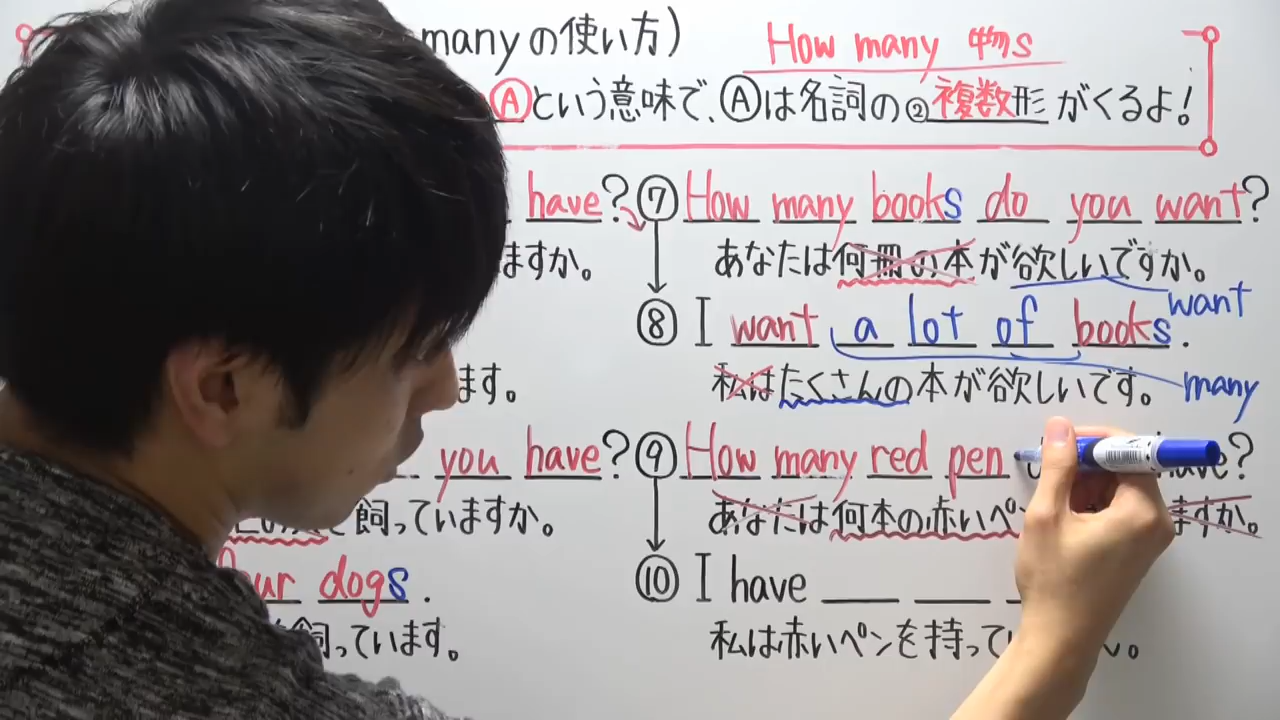 manyの使い方)
How many 物s
Ⓐという意味で、Ⓐは名詞の②複数形がくるよ!
have?
ますか。
⑦ How many books do you want?
あなたは何冊の本が欲しいですか。
want
⑧ I want a lot of books.
私はたくさんの本が欲しいです。
many
ます。
you have?
飼っていますか。
⑨ How many red pen have?
あなたは何本の赤いペ ますか。
dogs.
飼っています。
⑩ I have
私は赤いペンを持って